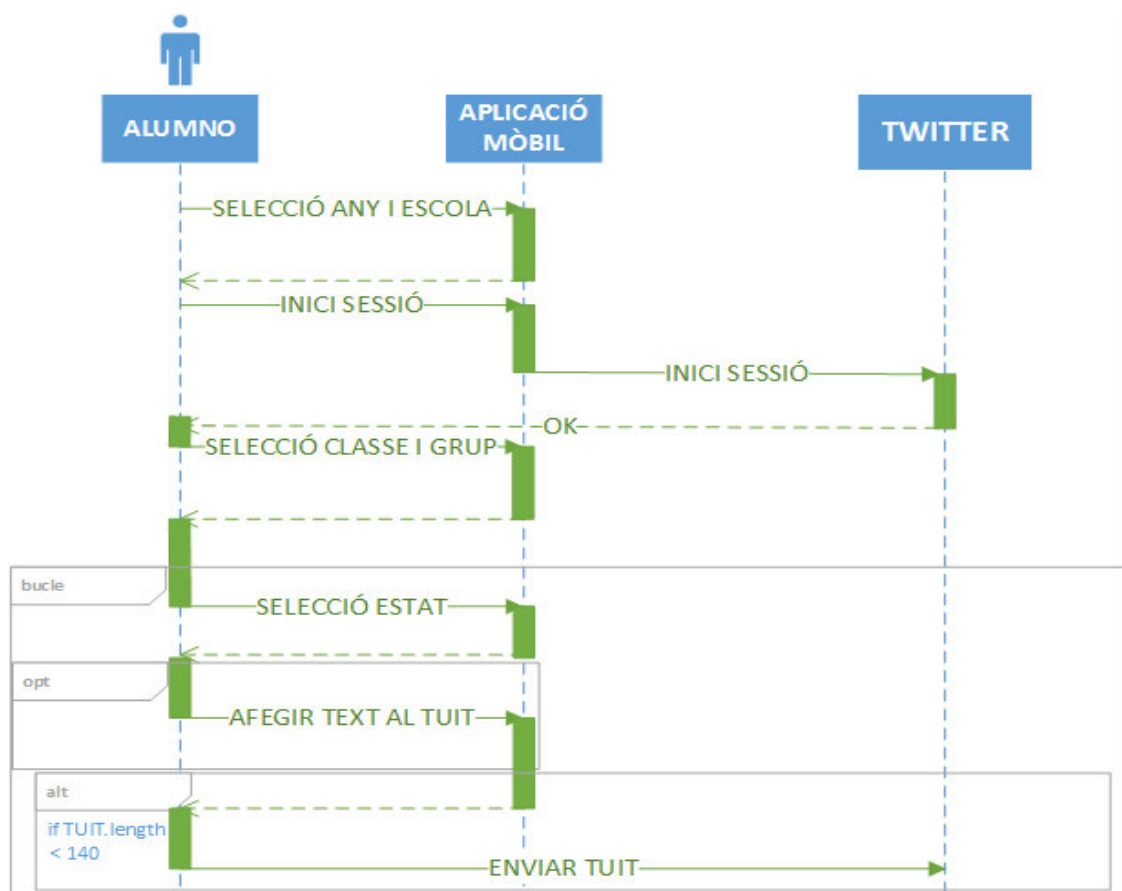 ALUMNO
APLICACIÓ
MÒBIL
TWITTER
SELECCIÓ ANY I ESCOLA
INICI SESSIÓ
INICI SESSIÓ
OK
SELECCIÓ CLASSE I GRUP
bucle
SELECCIÓ ESTAT
opt
AFEGIR TEXT AL TUIT
alt
if TUIT.length
< 140
ENVIAR TUIT